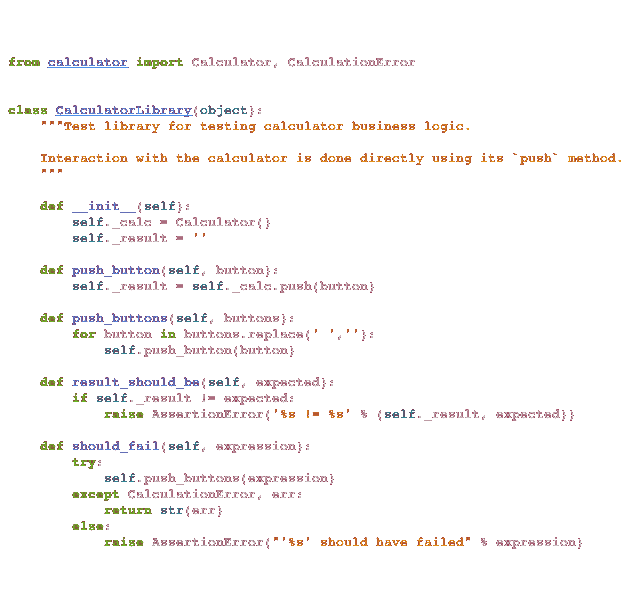 from calculator import Calculator, CalculationError
class CalculatorLibrary(object):
"""Test library for testing calculator business logic.
Interaction with the calculator is done directly using its `push` method.
"""
def __init__(self):
self._calc = Calculator()
self._result = ''
def push_button(self, button):
self._result = self._calc.push(button)
def push_buttons(self, buttons):
for button in buttons.replace(' ',''):
self.push_button(button)
def result_should_be(self, expected):
if self._result != expected:
raise AssertionError('%s != %s' % (self._result, expected))
def should_fail(self, expression):
try:
self.push_buttons(expression)
except CalculationError, err:
return str(err)
else:
raise AssertionError("'%s' should have failed" % expression)